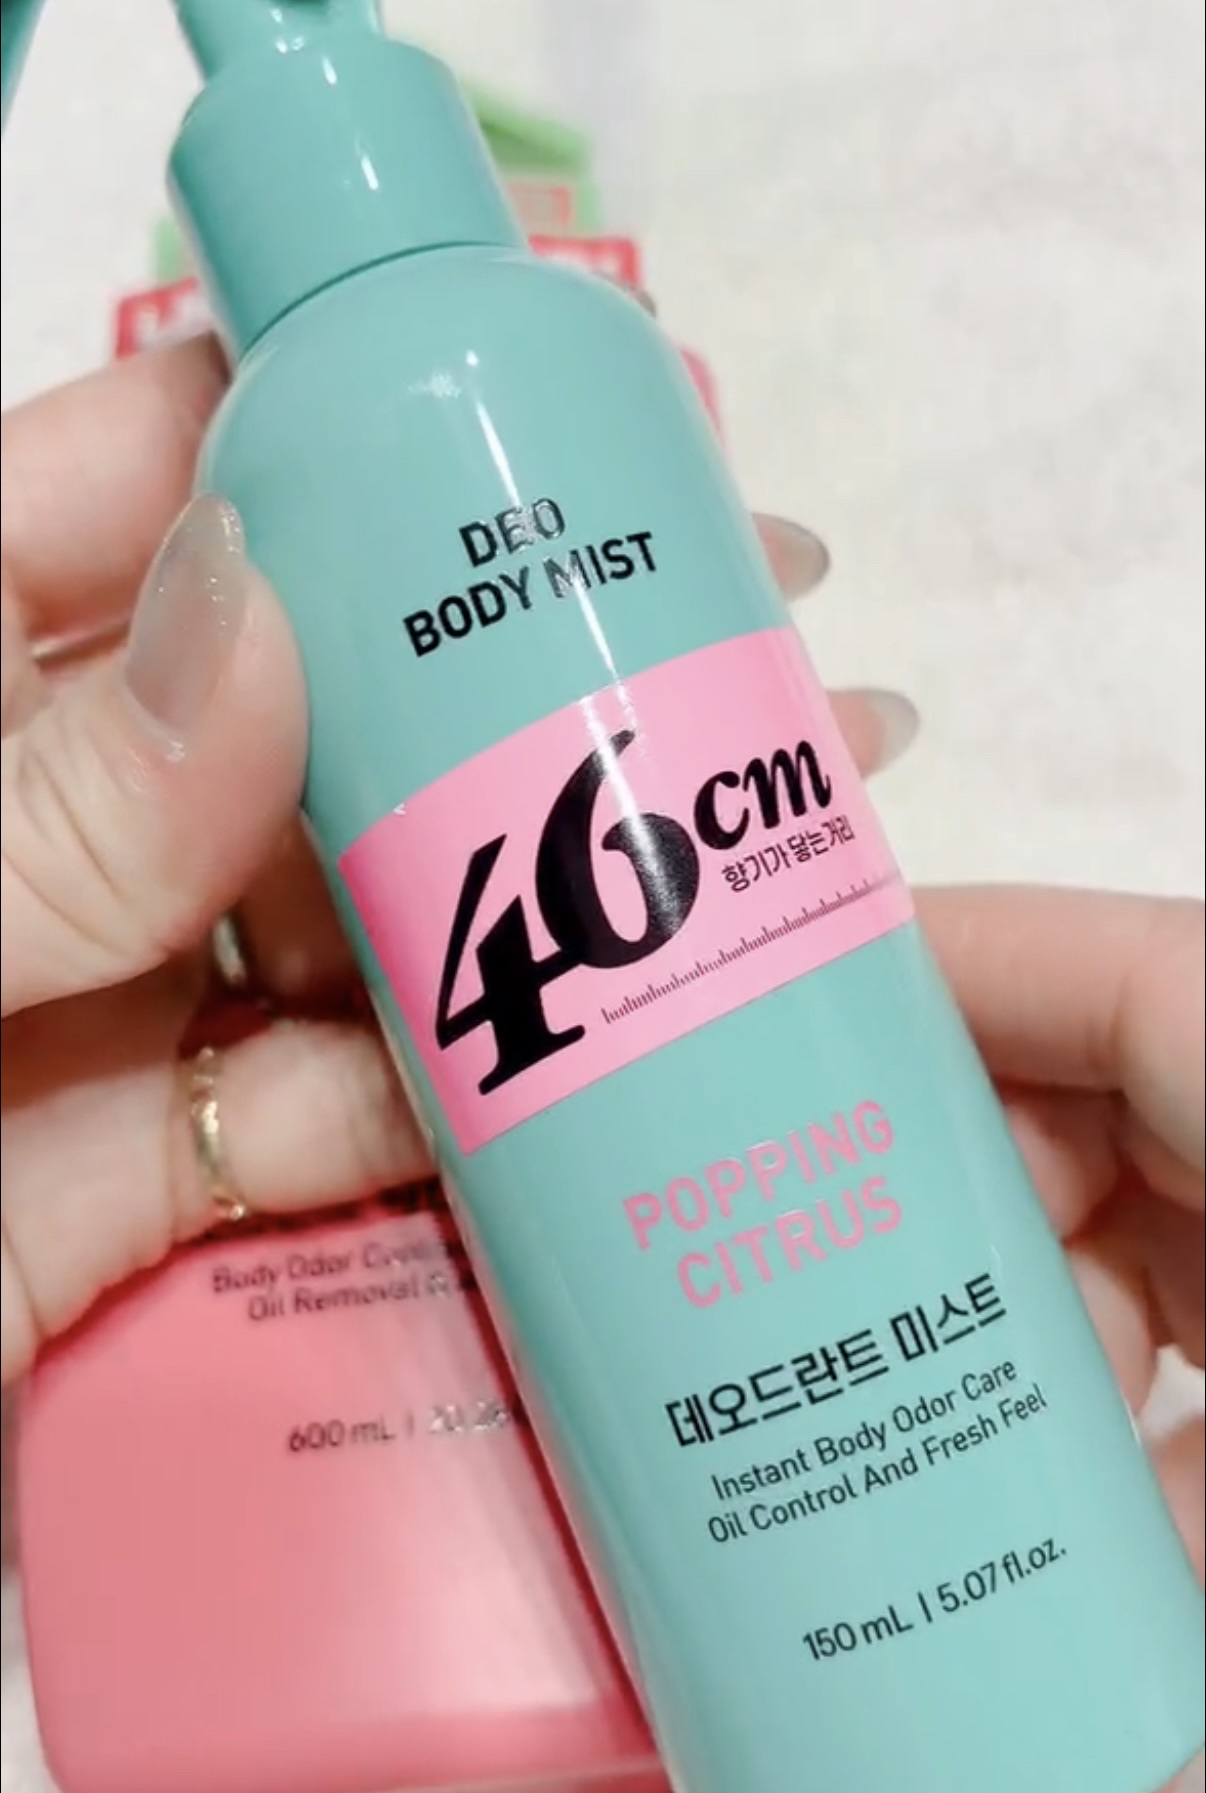 DEO
BODY MIST
46cm
향기가 닿는거리
POPPING
CITRUS
데오드란트 미스트
Instant Body Odor Care
Oil Control And Fresh Feel
150 mL | 5.07 fl.oz.
Body Odor
Oil Removal
600 mL |